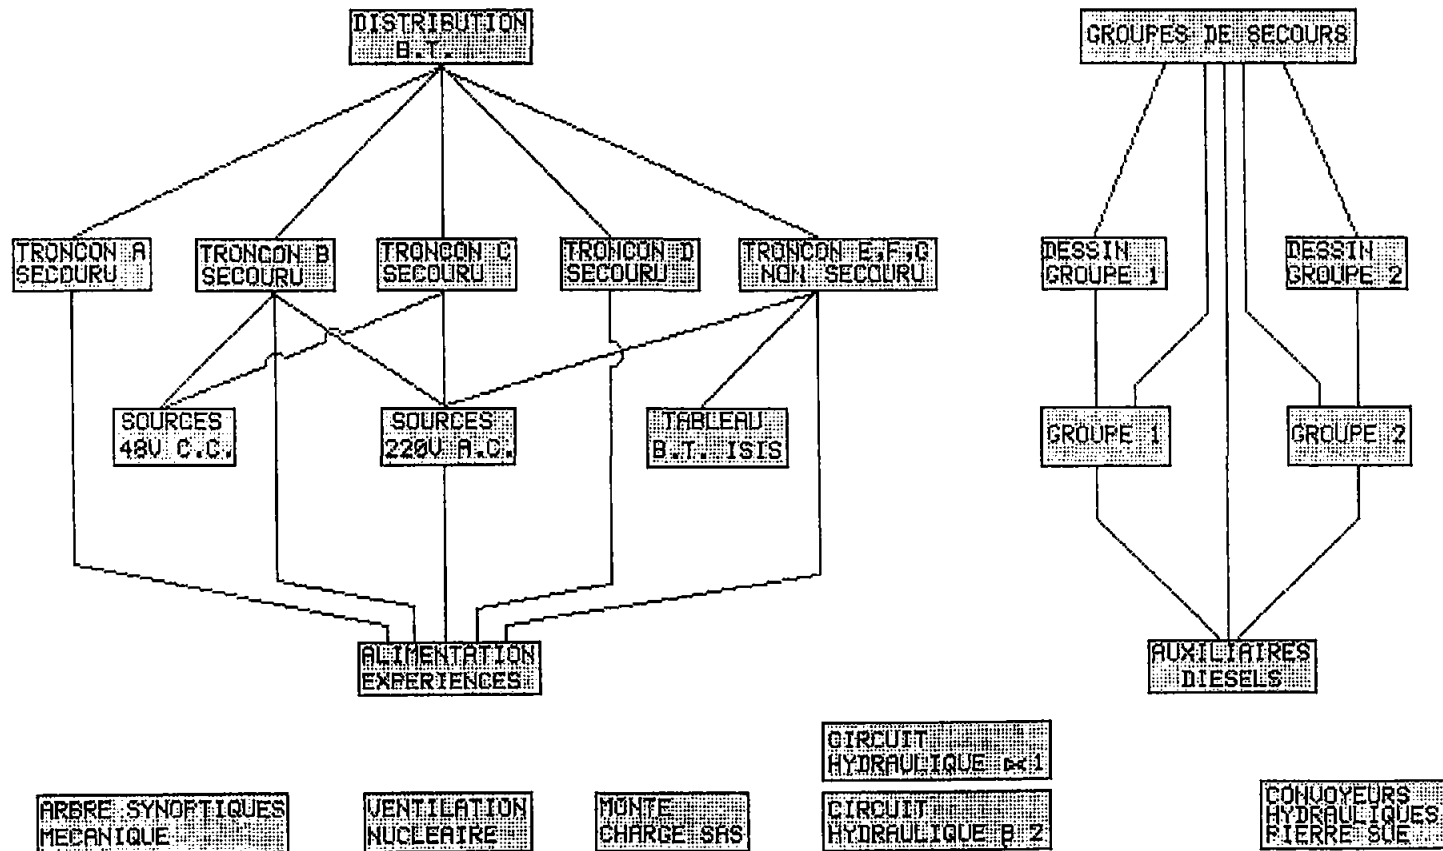 DISTRIBUTION
B.T.
GROUPES DE SECOURS
TRONCON A
SECOURU
TRONCON B
SECOURU
TRONCON C
SECOURU
TRONCON D
SECOURU
TRONCON E,F,G
NON SECOURU
DESSIN
GROUPE 1
DESSIN
GROUPE 2
SOURCES
48V C.C.
SOURCES
220V A.C.
TABLEAU
B.T. ISIS
GROUPE 1
GROUPE 2
ALIMENTATION
EXPERIENCES
AUXILIAIRES
DIESELS
CIRCUIT
HYDRAULIQUE 1
ARBRE SYNOPTIQUES
MECANIQUE
VENTILATION
NUCLEAIRE
MONTE
CHARGE SAS
CIRCUIT
HYDRAULIQUE 2
CONVOYEURS
HYDRAULIQUES
PIERRE SUE